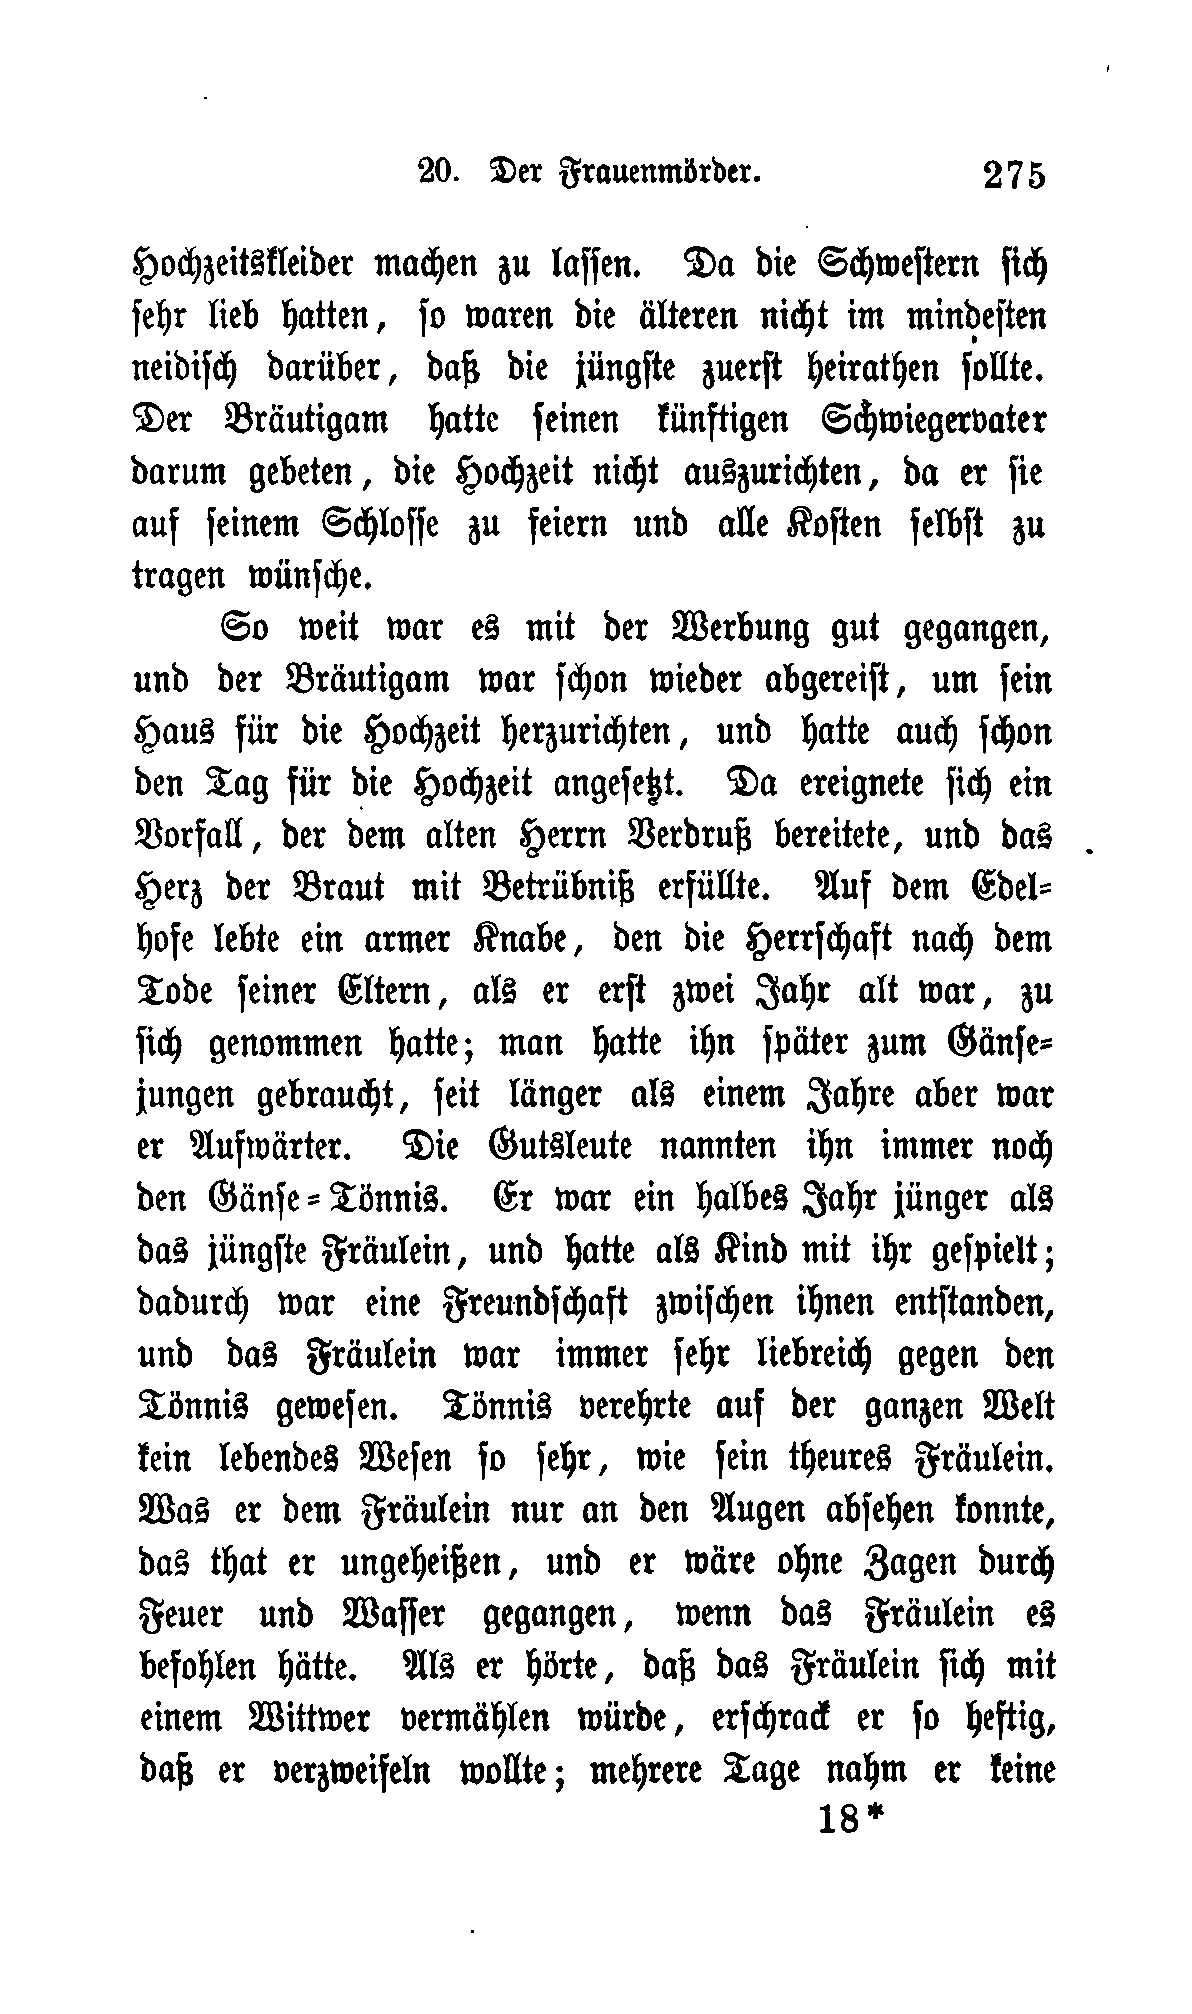 20. Der Frauenmörder. 275
Hochzeitskleider machen zu lassen. Da die Schwestern sich
sehr lieb hatten, so waren die älteren nicht im mindesten
neidisch darüber, daß die jüngste zuerst heirathen sollte.
Der Bräutigam hatte seinen künftigen Schwiegervater
darum gebeten, die Hochzeit nicht auszurichten, da er sie
auf seinem Schlosse zu feiern und alle Kosten selbst zu
tragen wünsche.
So weit war es mit der Werbung gut gegangen,
und der Bräutigam war schon wieder abgereist, um sein
Haus für die Hochzeit herzurichten, und hatte auch schon
den Tag für die Hochzeit angesetzt. Da ereignete sich ein
Vorfall, der dem alten Herrn Verdruß bereitete, und das
Herz der Braut mit Betrübniß erfüllte. Auf dem Edel=
hofe lebte ein armer Knabe, den die Herrschaft nach dem
Tode seiner Eltern, als er erst zwei Jahr alt war, zu
sich genommen hatte; man hatte ihn später zum Gänse=
jungen gebraucht, seit länger als einem Jahre aber war
er Aufwärter. Die Gutsleute nannten ihn immer noch
den Gänse=Tönnis. Er war ein halbes Jahr jünger als
das jüngste Fräulein, und hatte als Kind mit ihr gespielt;
dadurch war eine Freundschaft zwischen ihnen entstanden,
und das Fräulein war immer sehr liebreich gegen den
Tönnis gewesen. Tönnis verehrte auf der ganzen Welt
kein lebendes Wesen so sehr, wie sein theures Fräulein.
Was er dem Fräulein nur an den Augen absehen konnte,
das that er ungeheißen, und er wäre ohne Zagen durch
Feuer und Wasser gegangen, wenn das Fräulein es
befohlen hätte. Als er hörte, daß das Fräulein sich mit
einem Wittwer vermählen würde, erschrack er so heftig,
daß er verzweifeln wollte; mehrere Tage nahm er keine
18*